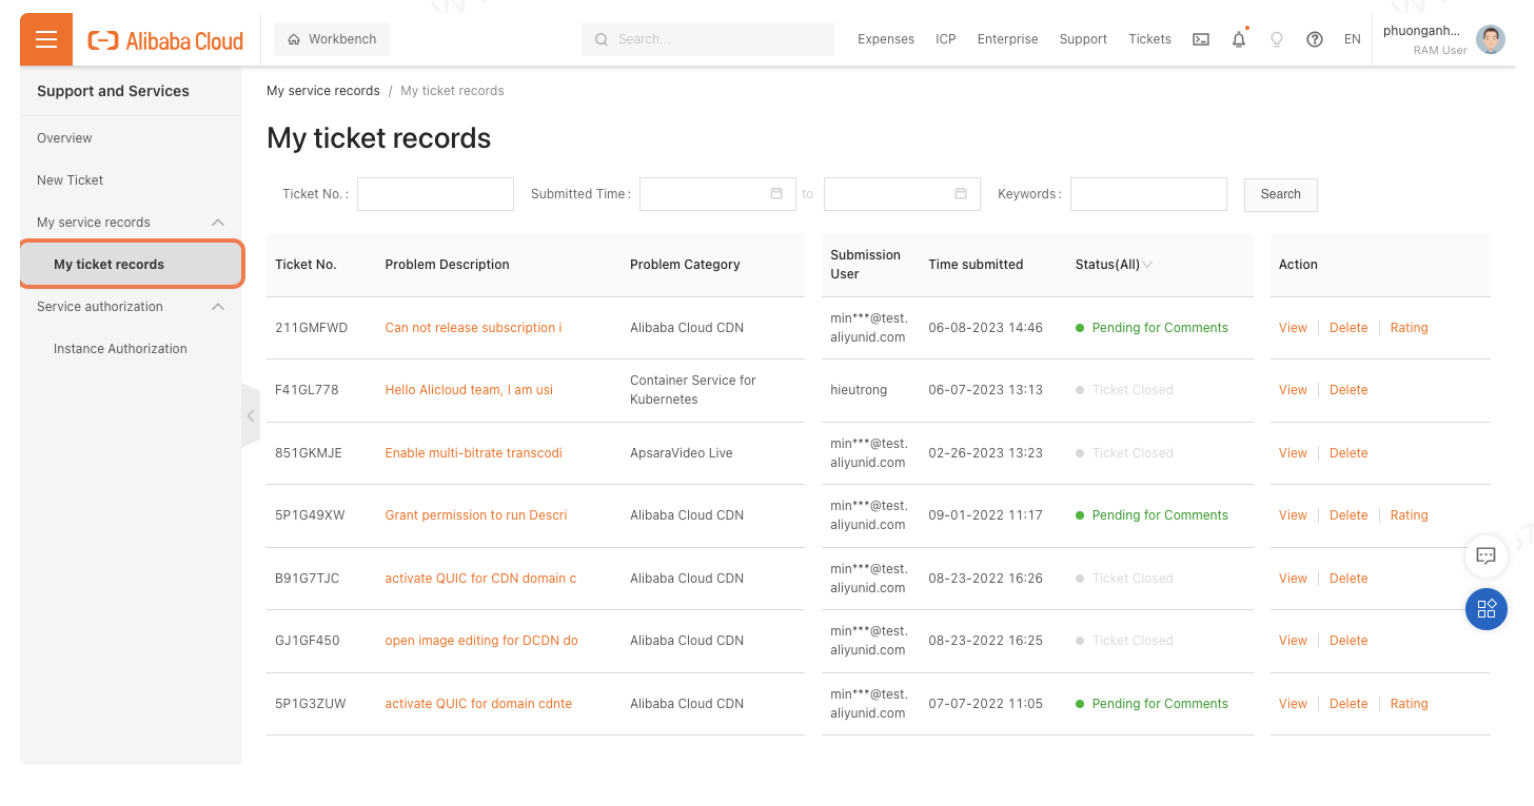 Alibaba Cloud
Workbench
Search...
Expenses ICP Enterprise Support Tickets EN
phuonganh...
RAM User
Support and Services
Overview
New Ticket
My service records
My ticket records
Service authorization
Instance Authorization
My service records / My ticket records
My ticket records
Ticket No. : Submitted Time : to Keywords : Search
Ticket No. Problem Description Problem Category Submission User Time submitted Status(All) Action
211GMFWD Can not release subscription i Alibaba Cloud CDN min***@test.aliyunid.com 06-08-2023 14:46 Pending for Comments View Delete Rating
F41GL778 Hello Alicloud team, I am usi Container Service for Kubernetes hieutrong 06-07-2023 13:13 Ticket Closed View Delete
851GKMJE Enable multi-bitrate transcodi ApsaraVideo Live min***@test.aliyunid.com 02-26-2023 13:23 Ticket Closed View Delete
5P1G49XW Grant permission to run Descri Alibaba Cloud CDN min***@test.aliyunid.com 09-01-2022 11:17 Pending for Comments View Delete Rating
B91G7TJC activate QUIC for CDN domain c Alibaba Cloud CDN min***@test.aliyunid.com 08-23-2022 16:26 Ticket Closed View Delete
GJ1GF450 open image editing for DCDN do Alibaba Cloud CDN min***@test.aliyunid.com 08-23-2022 16:25 Ticket Closed View Delete
5P1G3ZUW activate QUIC for domain cdnte Alibaba Cloud CDN min***@test.aliyunid.com 07-07-2022 11:05 Pending for Comments View Delete Rating